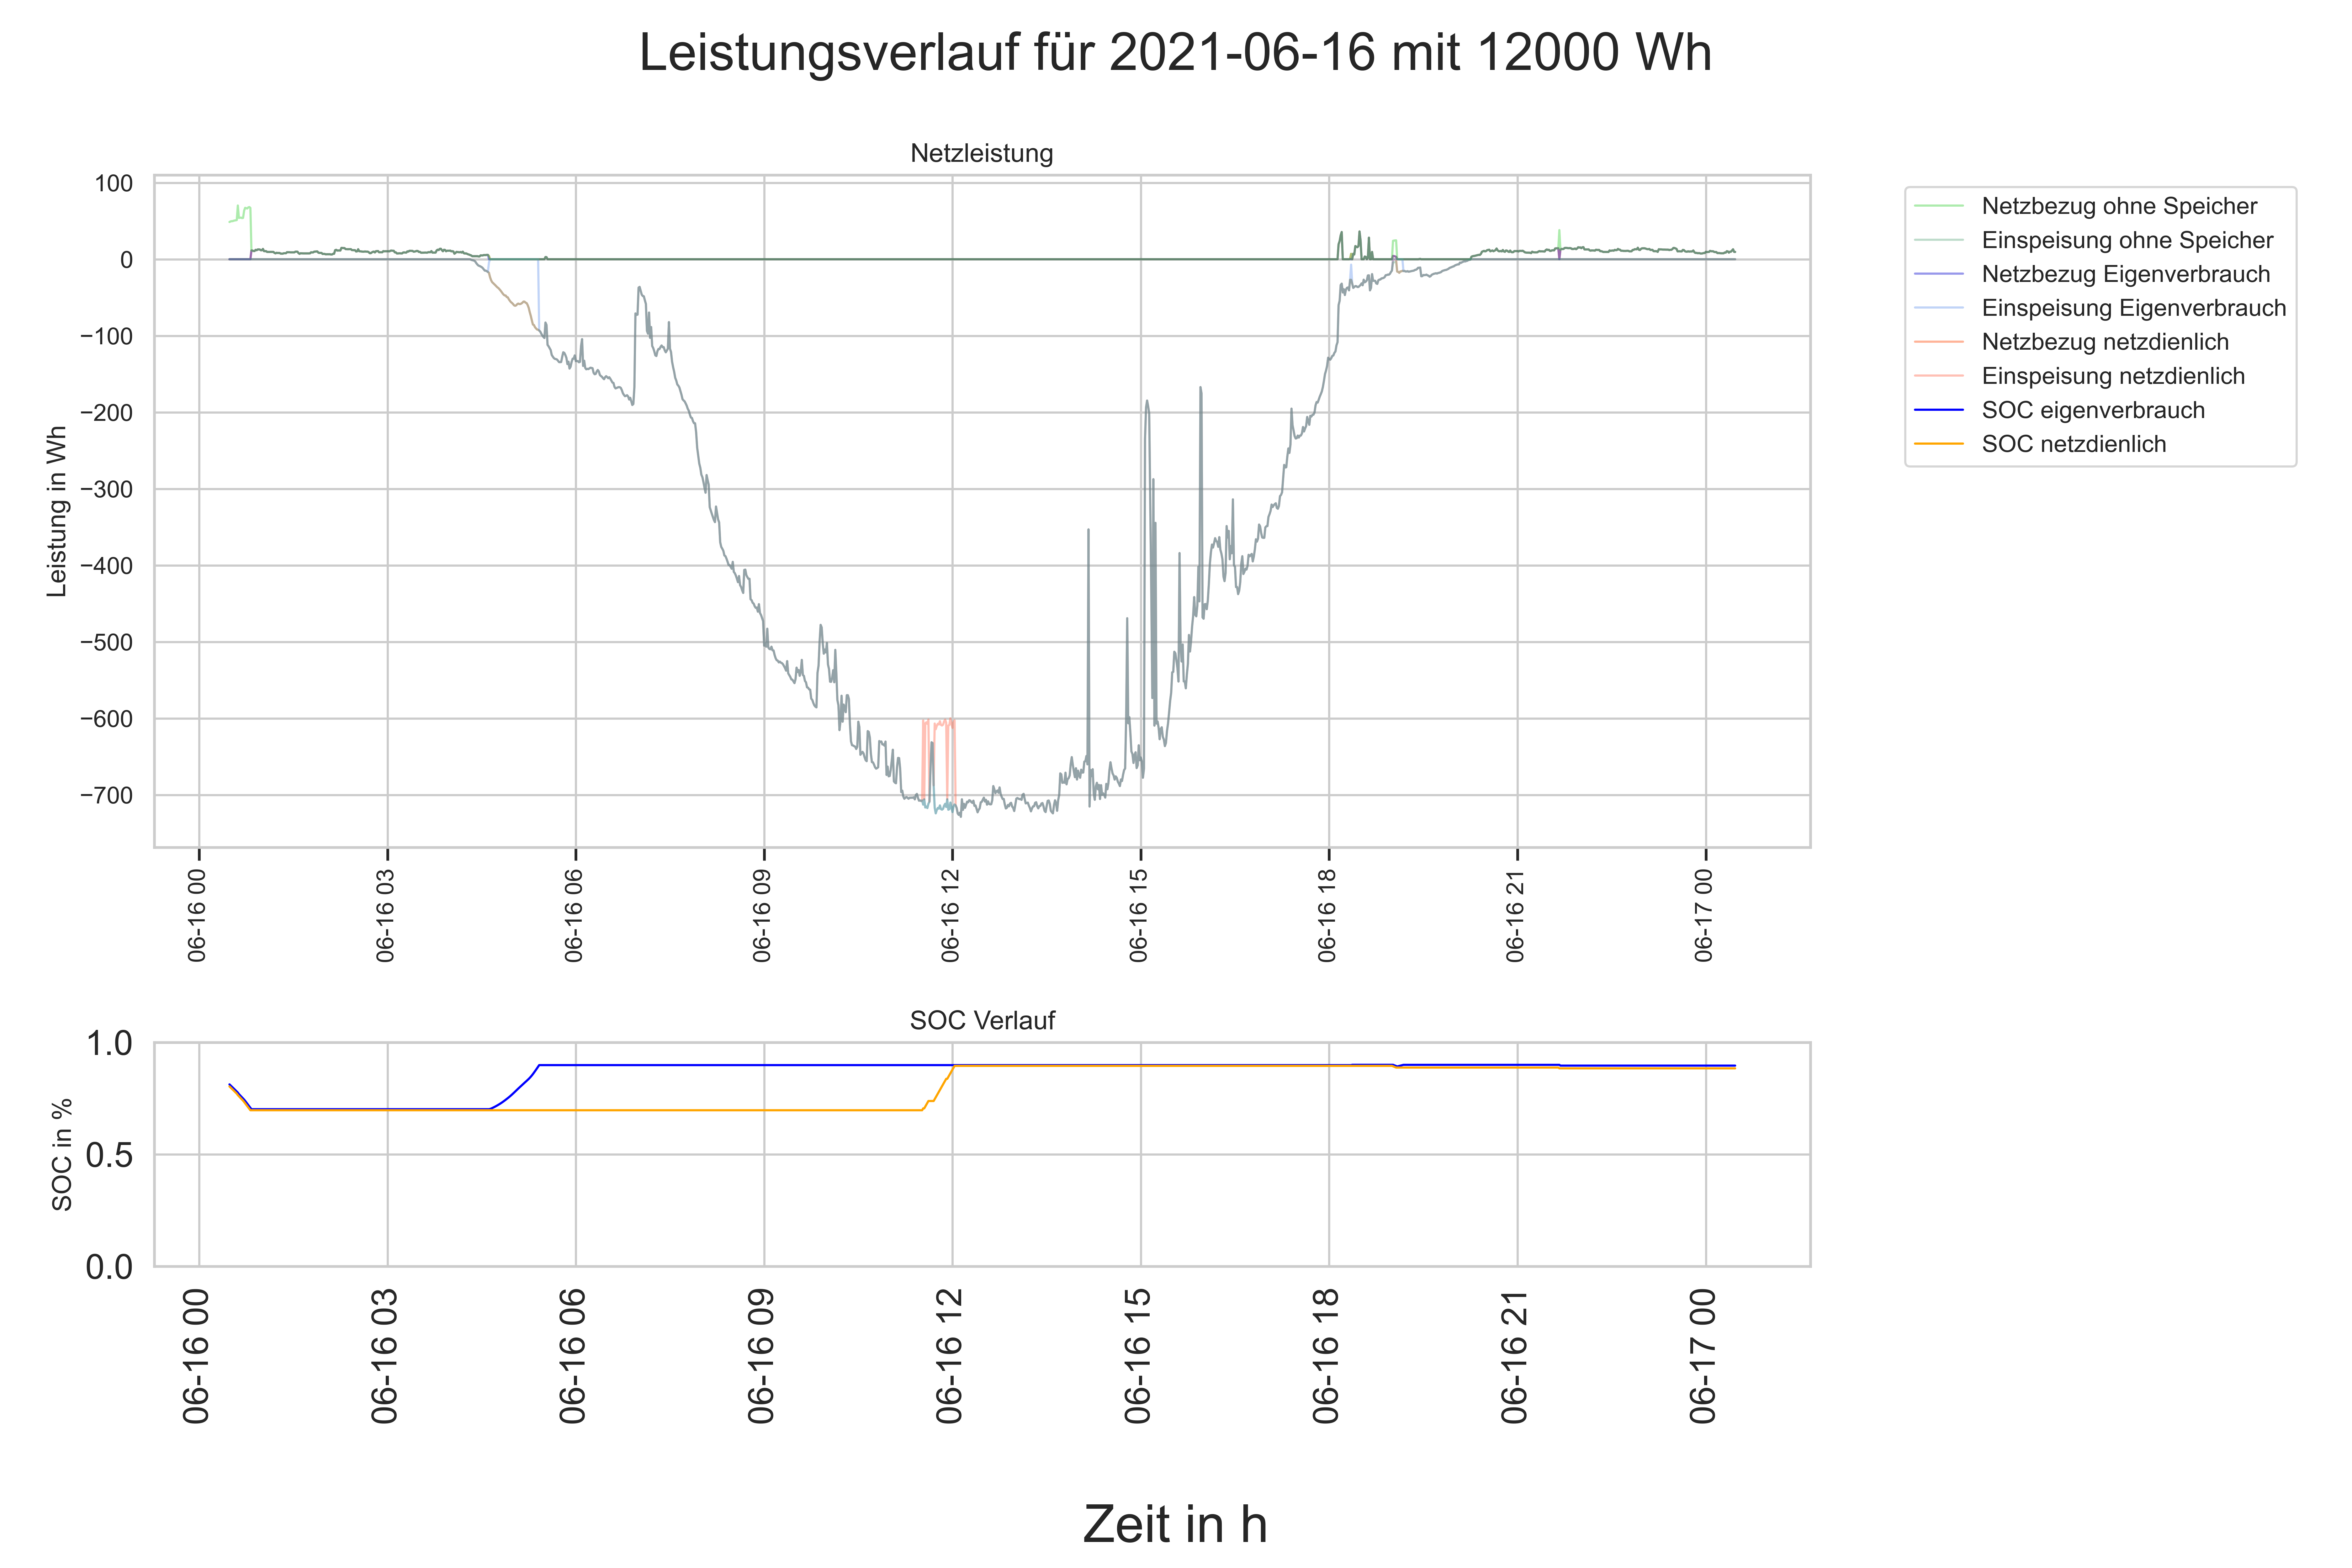 Leistungsverlauf für 2021-06-16 mit 12000 Wh
Netzleistung
100
0
−100
−200
−300
−400
−500
−600
−700
Leistung in Wh
06-16 00
06-16 03
06-16 06
06-16 09
06-16 12
06-16 15
06-16 18
06-16 21
06-17 00
Netzbezug ohne Speicher
Einspeisung ohne Speicher
Netzbezug Eigenverbrauch
Einspeisung Eigenverbrauch
Netzbezug netzdienlich
Einspeisung netzdienlich
SOC eigenverbrauch
SOC netzdienlich
SOC Verlauf
1.0
0.5
0.0
SOC in %
06-16 00
06-16 03
06-16 06
06-16 09
06-16 12
06-16 15
06-16 18
06-16 21
06-17 00
Zeit in h